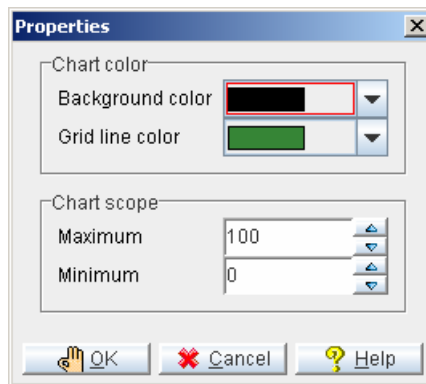 Properties
Chart color
Background color
Grid line color
Chart scope
Maximum 100
Minimum 0
OK Cancel Help